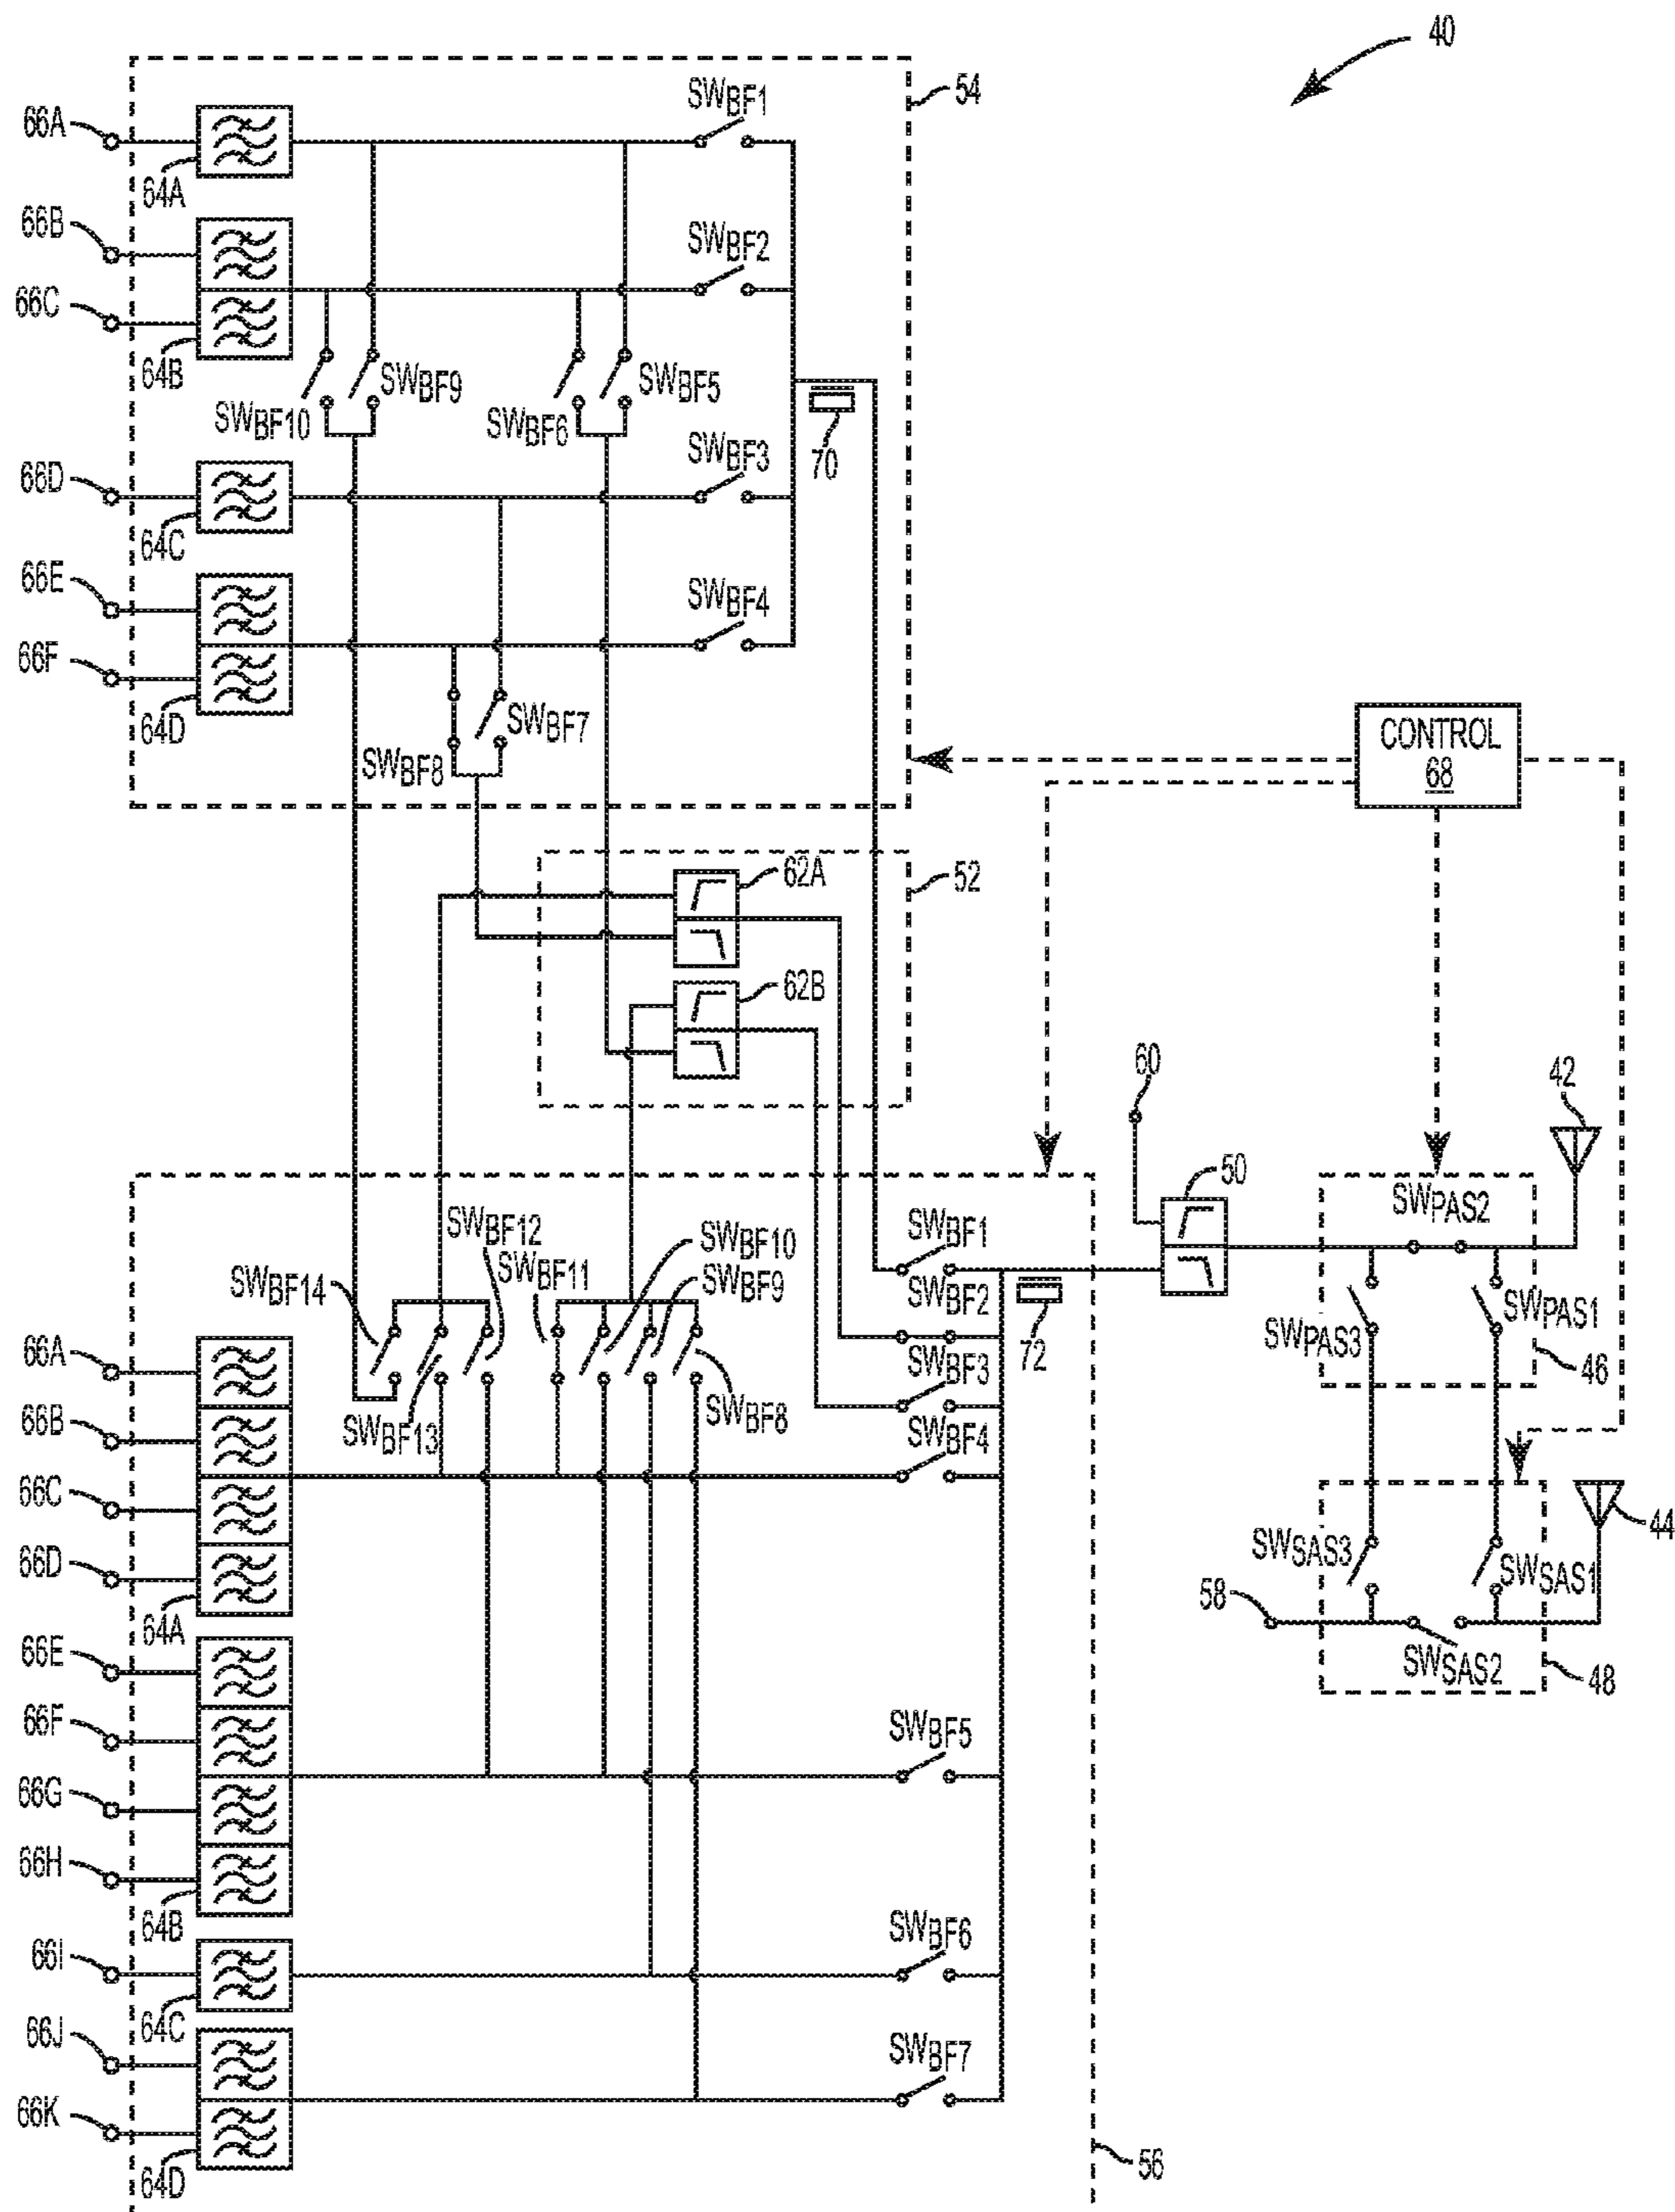 40
54
66A
SWBF1
64A
66B
SWBF2
66C
64B
SWBF9
SWBF5
SWBF10
SWBF6
70
66D
SWBF3
64C
66E
SWBF4
66F
64D
SWBF7
SWBF8
CONTROL
68
62A
52
62B
60
42
50
SWPAS2
SWBF12
SWBF11
SWBF10
SWBF1
SWBF14
SWBF9
SWBF2
SWPAS3
SWPAS1
72
46
66A
SWBF3
SWBF13
SWBF8
66B
SWBF4
66C
66D
64A
44
SWSAS3
SWSAS1
58
SWSAS2
48
66E
66F
SWBF5
66G
66H
64B
66I
SWBF6
64C
66J
SWBF7
66K
64D
56